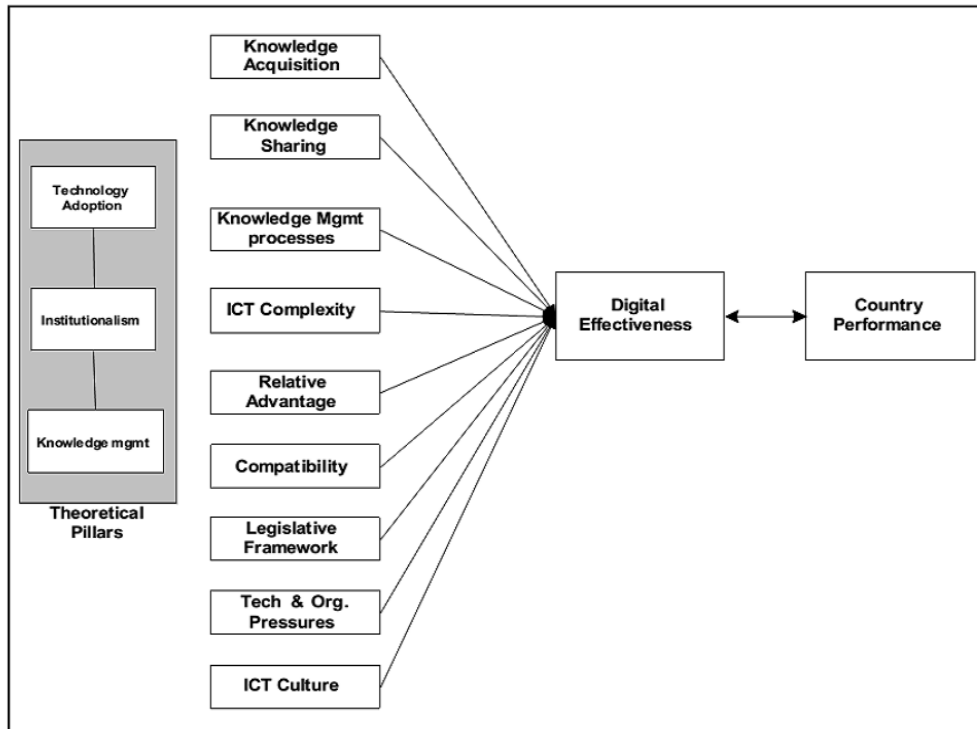 Technology
Adoption
Institutionalism
Knowledge mgmt
Theoretical
Pillars
Knowledge
Acquisition
Knowledge
Sharing
Knowledge Mgmt
processes
ICT Complexity
Relative
Advantage
Compatibility
Legislative
Framework
Tech & Org.
Pressures
ICT Culture
Digital
Effectiveness
Country
Performance